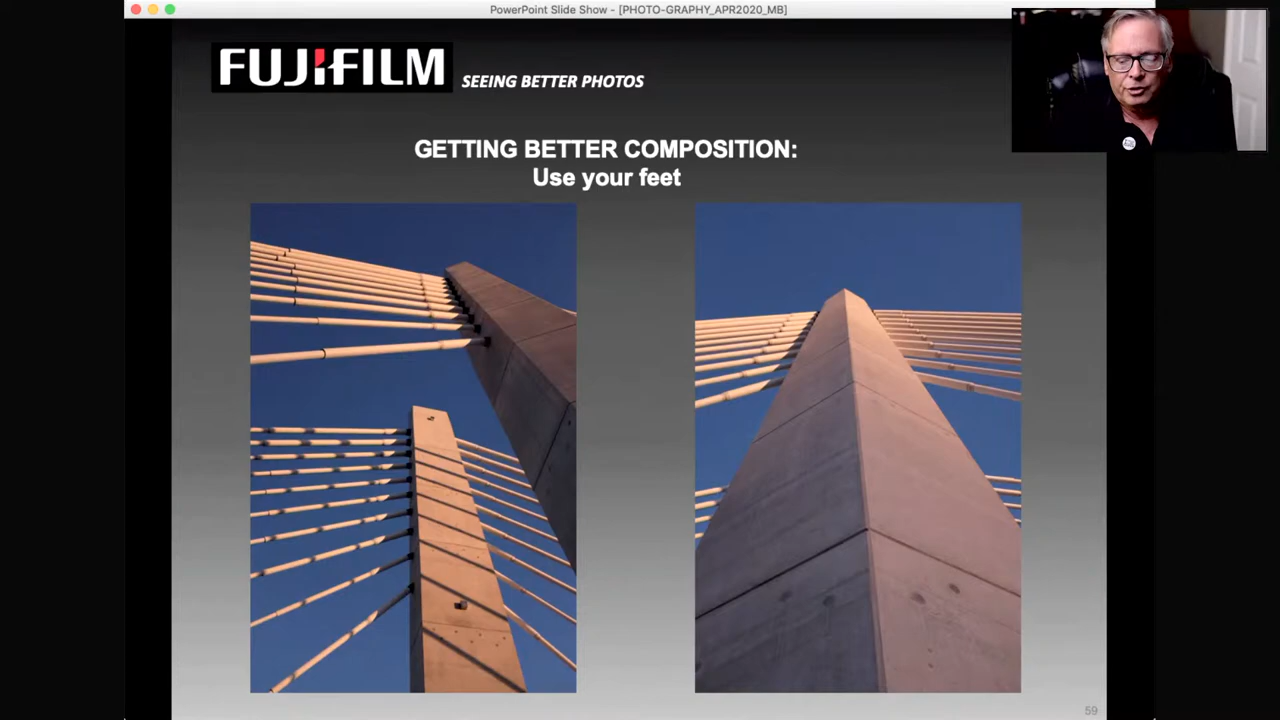 PowerPoint Slide Show - [PHOTO-GRAPHY_APR2020_MB]
FUJIFILM SEEING BETTER PHOTOS
GETTING BETTER COMPOSITION:
Use your feet
59